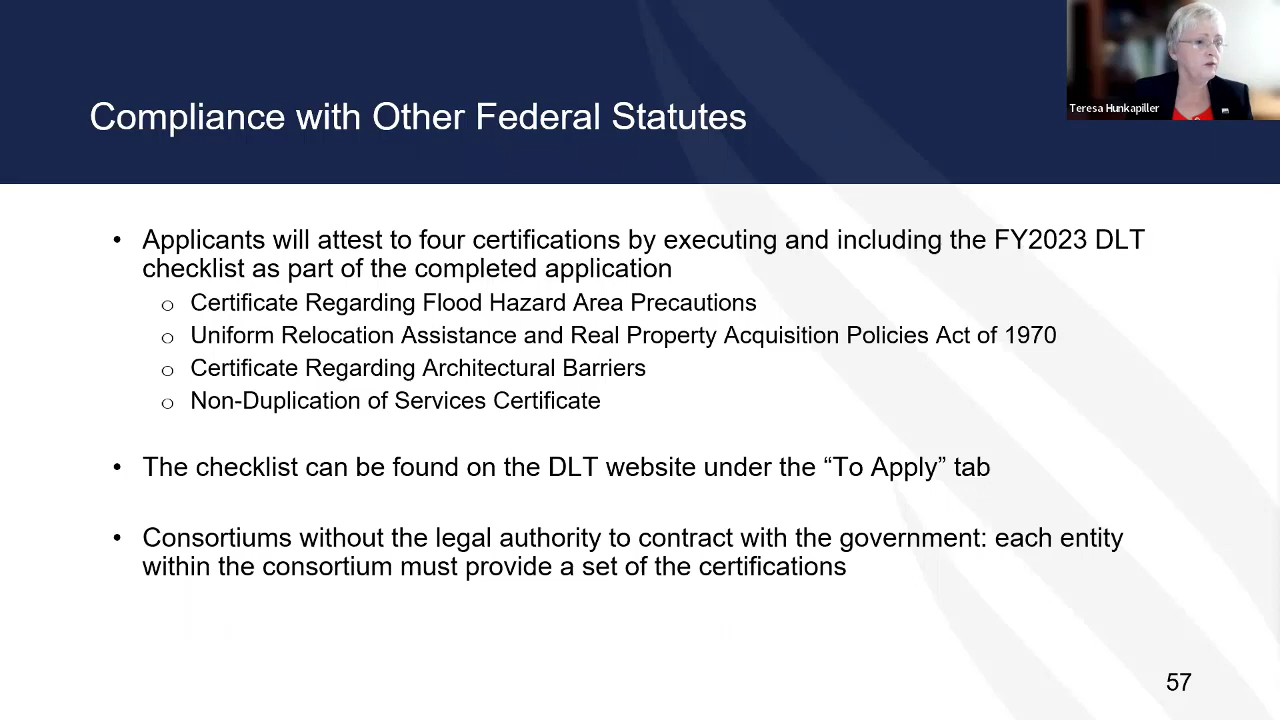 Teresa Hunkapiller
Compliance with Other Federal Statutes
• Applicants will attest to four certifications by executing and including the FY2023 DLT
checklist as part of the completed application
o Certificate Regarding Flood Hazard Area Precautions
o Uniform Relocation Assistance and Real Property Acquisition Policies Act of 1970
o Certificate Regarding Architectural Barriers
o Non-Duplication of Services Certificate
• The checklist can be found on the DLT website under the “To Apply” tab
• Consortiums without the legal authority to contract with the government: each entity
within the consortium must provide a set of the certifications
57